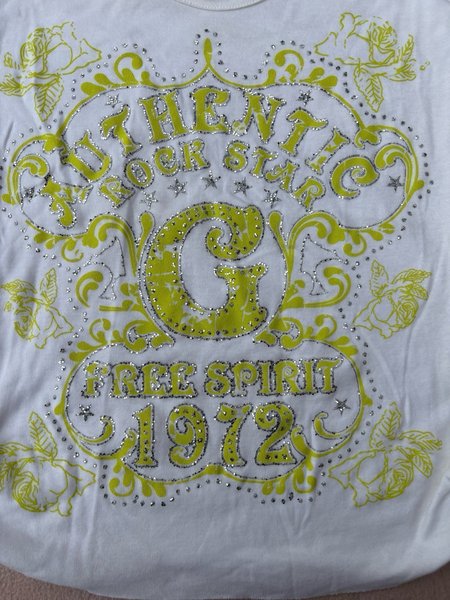 AUTHENTIC
ROCK STAR
G
FREE SPIRIT
1972